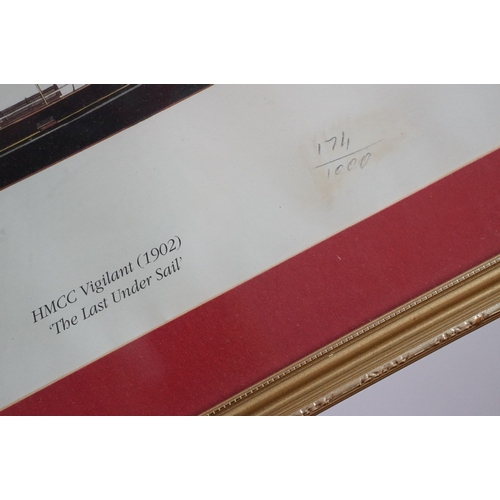 174
1000
HMCC Vigilant (1902)
'The Last Under Sail'